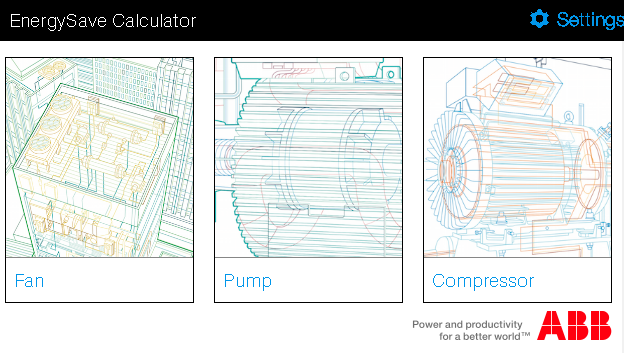 EnergySave Calculator
Settings
Fan
Pump
Compressor
Power and productivity
for a better world™
ABB